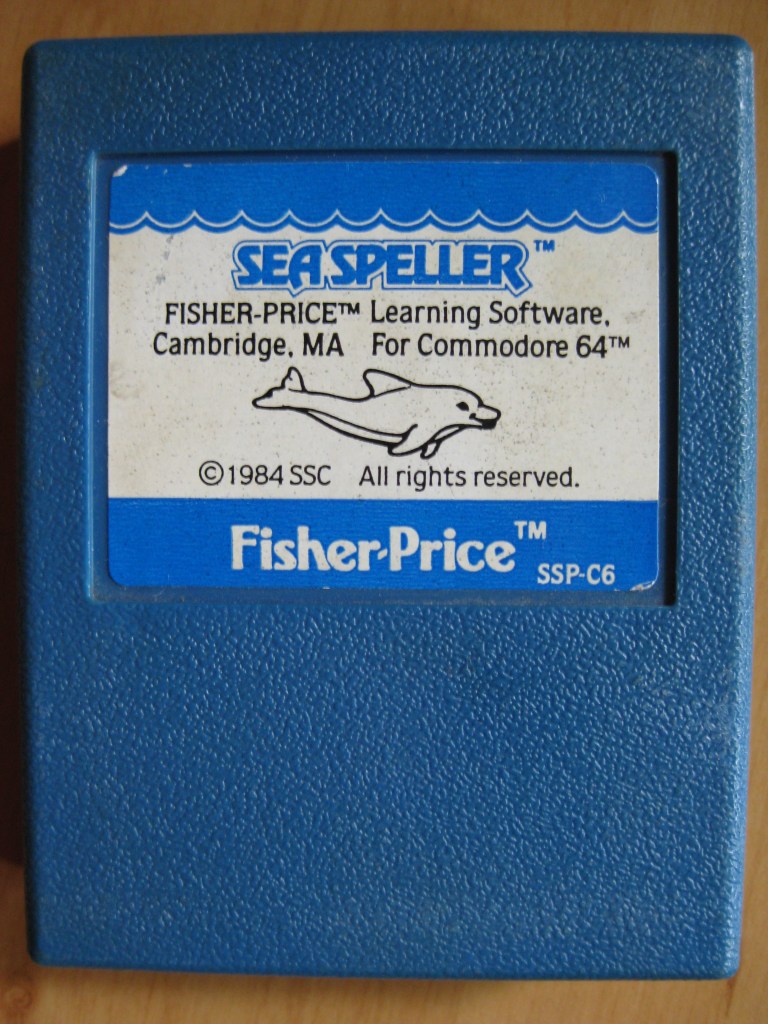 SEA SPELLER™
FISHER-PRICE™ Learning Software,
Cambridge, MA For Commodore 64™
©1984 SSC All rights reserved.
Fisher-Price™
SSP-C6